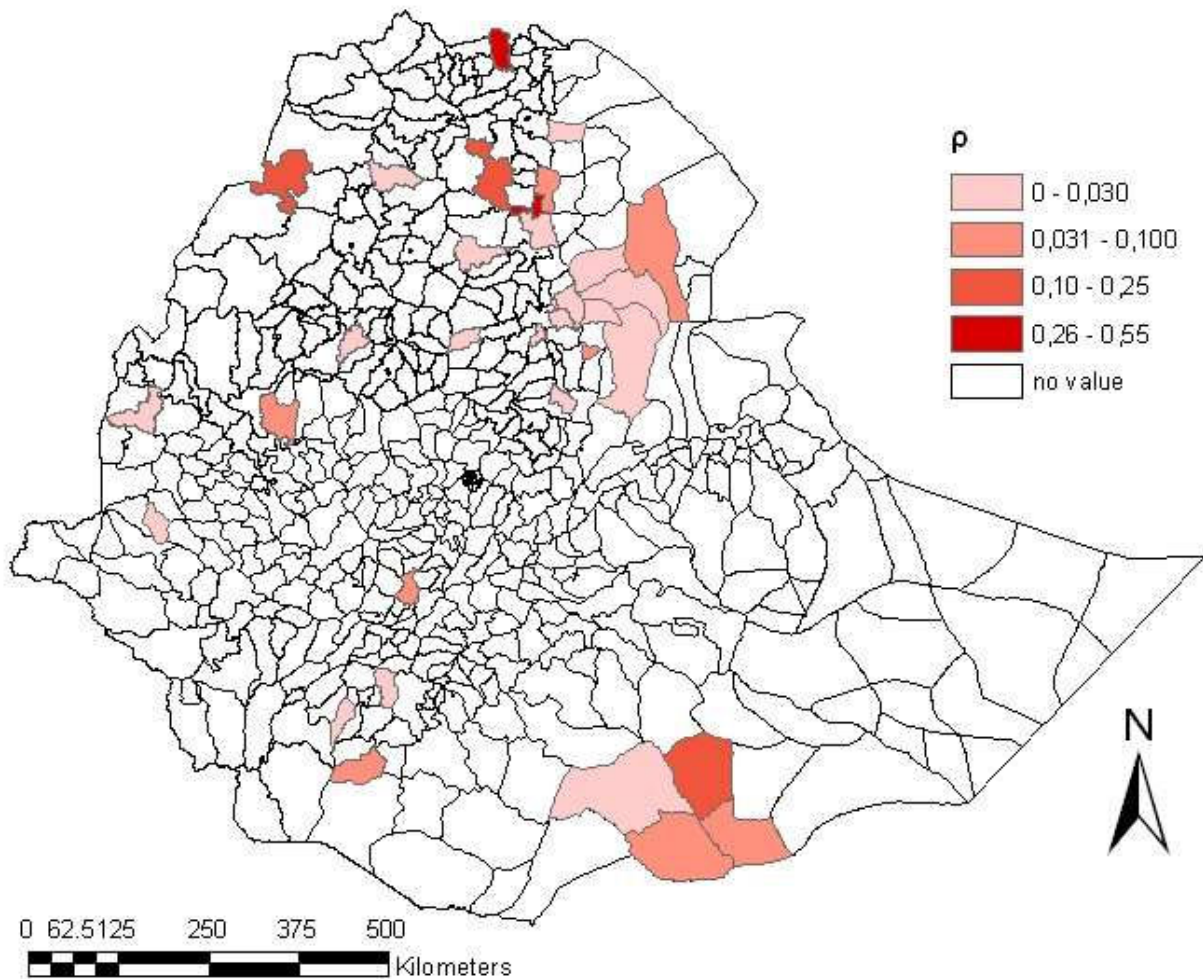 ρ
0 - 0,030
0,031 - 0,100
0,10 - 0,25
0,26 - 0,55
no value
N
0 62.5125 250 375 500
Kilometers